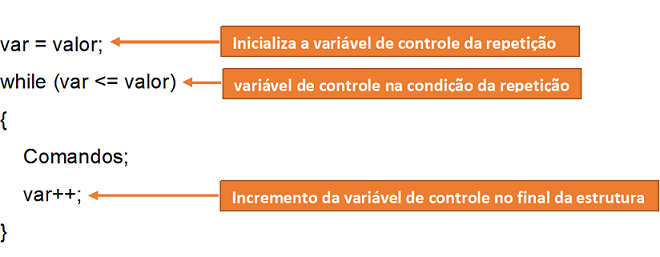 var = valor; Inicializa a variável de controle da repetição
while (var <= valor) variável de controle na condição da repetição
{
Comandos;
var++; Incremento da variável de controle no final da estrutura
}